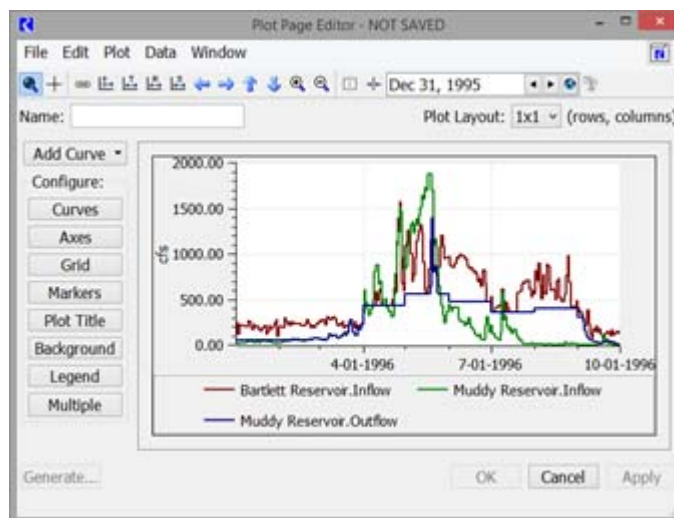 Plot Page Editor - NOT SAVED
File Edit Plot Data Window
Dec 31, 1995
Name: Plot Layout: 1x1 (rows, columns)
Add Curve
Configure:
Curves
Axes
Grid
Markers
Plot Title
Background
Legend
Multiple
2000.00
1500.00
1000.00
500.00
0.00
cfs
4-01-1996 7-01-1996 10-01-1996
Bartlett Reservoir.Inflow Muddy Reservoir.Inflow
Muddy Reservoir.Outflow
Generate... OK Cancel Apply